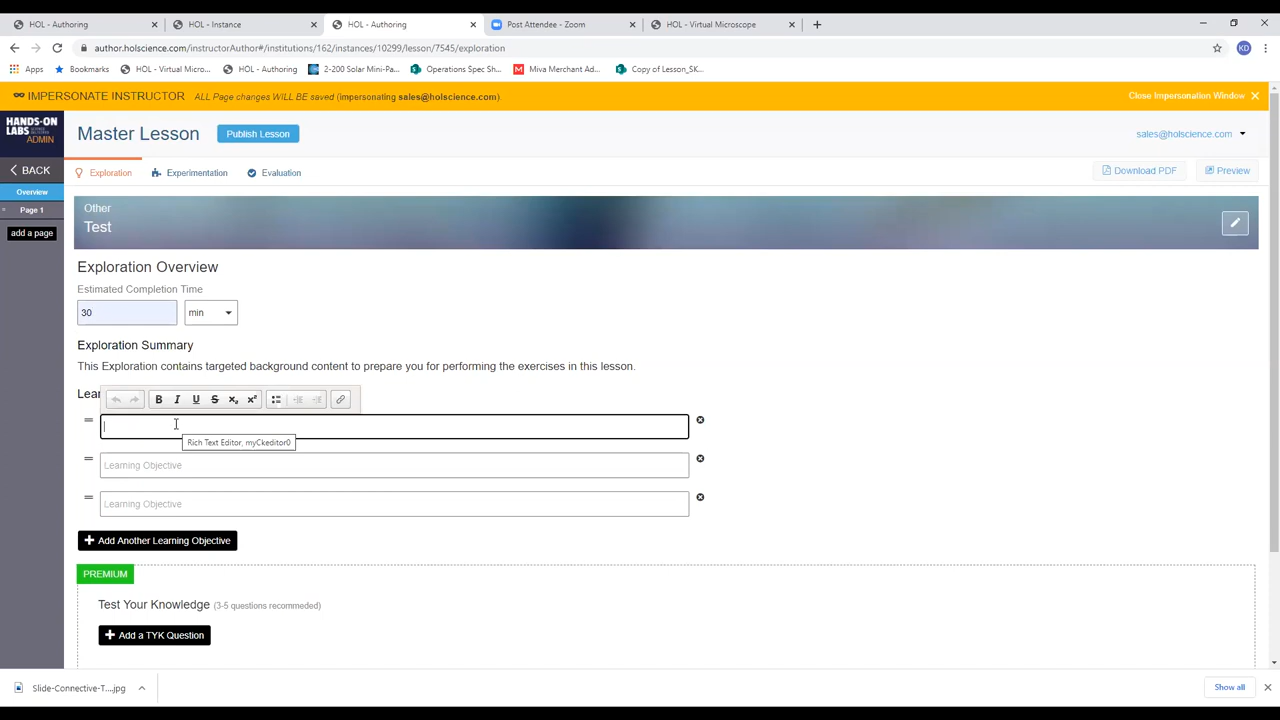 HOL - Authoring
HOL - Instance
HOL - Authoring
Post Attendee - Zoom
HOL - Virtual Microscope
author.holscience.com/instructorAuthor#/institutions/162/instances/10299/lesson/7545/exploration
KD
Apps
Bookmarks
HOL - Virtual Micro...
HOL - Authoring
2-200 Solar Mini-Pa...
Operations Spec Sh...
Miva Merchant Ad...
Copy of Lesson_SK...
IMPERSONATE INSTRUCTOR ALL Page changes WILL BE saved (impersonating sales@holscience.com)
Close Impersonation Window
HANDS-ON
LABS
ADMIN
Master Lesson
Publish Lesson
sales@holscience.com
BACK
Exploration
Experimentation
Evaluation
Download PDF
Preview
Overview
Page 1
add a page
Other
Test
Exploration Overview
Estimated Completion Time
30
min
Exploration Summary
This Exploration contains targeted background content to prepare you for performing the exercises in this lesson.
Lear
Rich Text Editor, myCkeditor0
Learning Objective
Learning Objective
Add Another Learning Objective
PREMIUM
Test Your Knowledge (3-5 questions recommeded)
Add a TYK Question
Slide-Connective-T....jpg
Show all